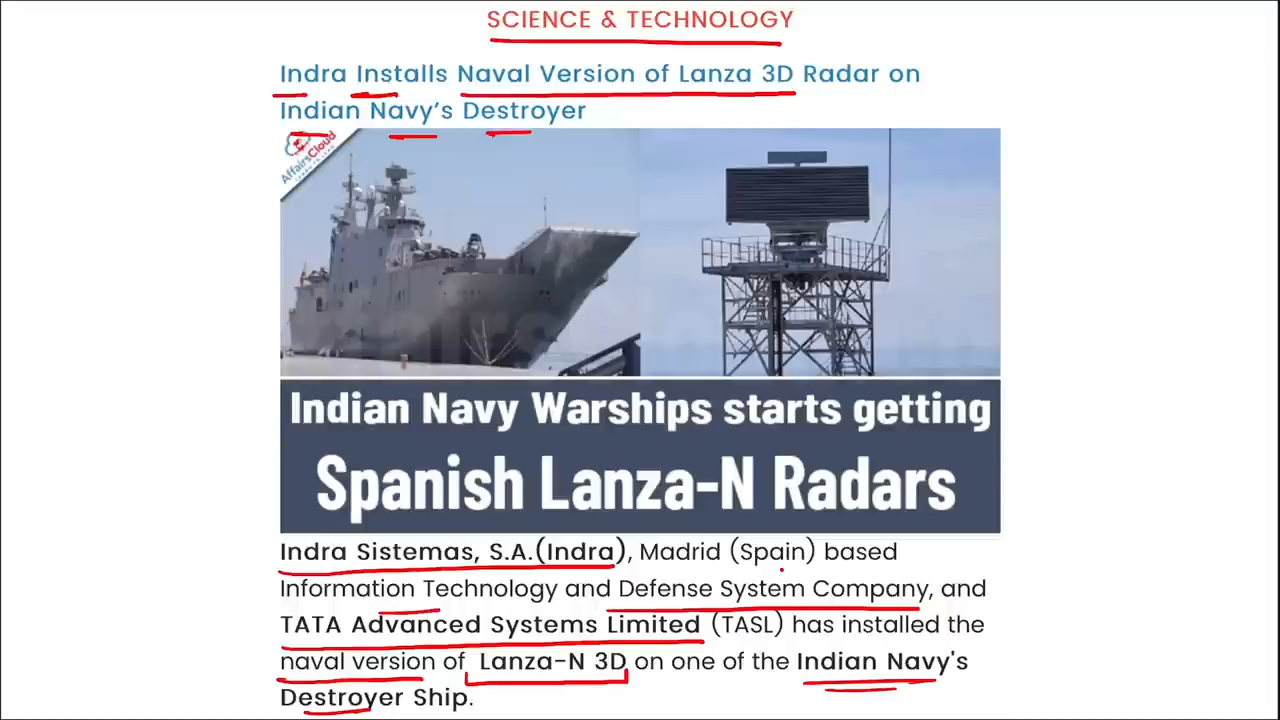 SCIENCE & TECHNOLOGY
Indra Installs Naval Version of Lanza 3D Radar on
Indian Navy's Destroyer
AffairsCloud
Indian Navy Warships starts getting
Spanish Lanza-N Radars
Indra Sistemas, S.A.(Indra), Madrid (Spain) based
Information Technology and Defense System Company, and
TATA Advanced Systems Limited (TASL) has installed the
naval version of Lanza-N 3D on one of the Indian Navy's
Destroyer Ship.